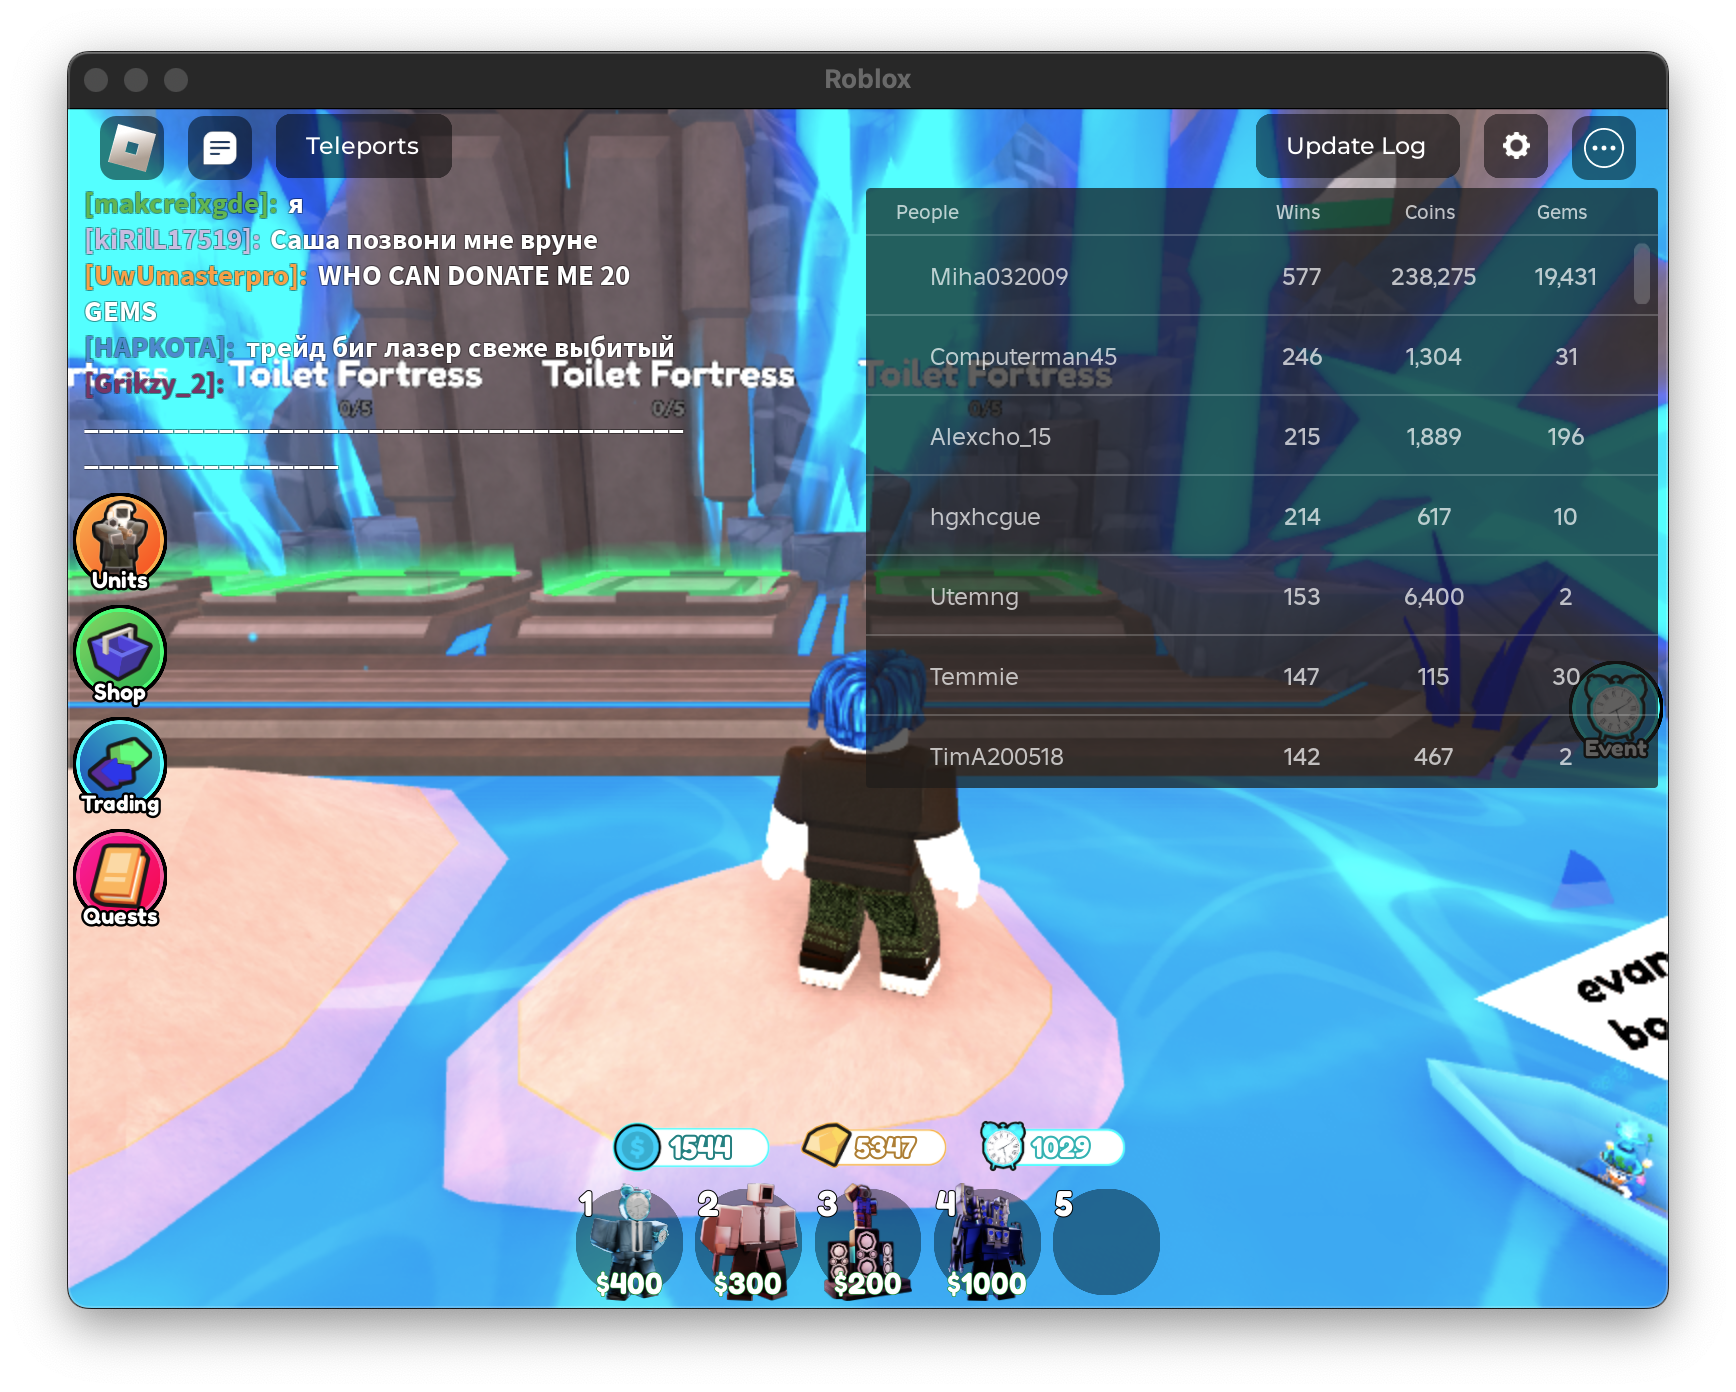 Roblox
Teleports
Update Log
[makcreixgde]: я
[kiRilL17519]: Саша позвони мне вруне
[UwUmasterpro]: WHO CAN DONATE ME 20
GEMS
[НАРКОТА]: трейд биг лазер свеже выбитый
[Grikzy_2]:
________________________________________
_________________
Toilet Fortress
0/5
Toilet Fortress
0/5
Toilet Fortress
0/5
People Wins Coins Gems
Miha032009 577 238,275 19,431
Computerman45 246 1,304 31
Alexcho_15 215 1,889 196
hgxhcgue 214 617 10
Utemng 153 6,400 2
Temmie 147 115 30
TimA200518 142 467 2
Units
Shop
Trading
Quests
Event
1544
5347
1029
1 2 3 4 5
$400 $300 $200 $1000